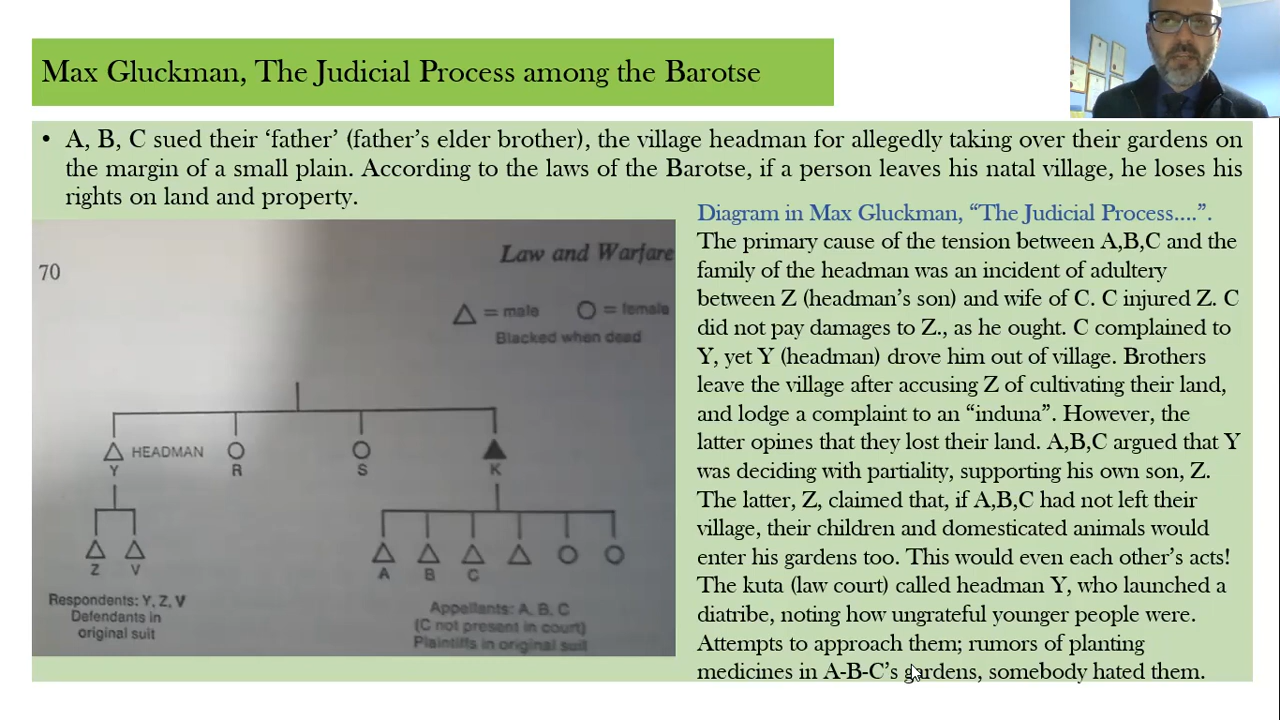 Max Gluckman, The Judicial Process among the Barotse
• A, B, C sued their ‘father’ (father’s elder brother), the village headman for allegedly taking over their gardens on
the margin of a small plain. According to the laws of the Barotse, if a person leaves his natal village, he loses his
rights on land and property.
70
Law and Warfare
= male = female
Blacked when dead
HEADMAN
Y R S K
Z V A B C
Respondents: Y, Z, V
Defendants in
original suit
Appellants: A, B, C
(C not present in court)
Plaintiffs in original suit
Diagram in Max Gluckman, “The Judicial Process....”.
The primary cause of the tension between A,B,C and the
family of the headman was an incident of adultery
between Z (headman’s son) and wife of C. C injured Z. C
did not pay damages to Z., as he ought. C complained to
Y, yet Y (headman) drove him out of village. Brothers
leave the village after accusing Z of cultivating their land,
and lodge a complaint to an “induna”. However, the
latter opines that they lost their land. A,B,C argued that Y
was deciding with partiality, supporting his own son, Z.
The latter, Z, claimed that, if A,B,C had not left their
village, their children and domesticated animals would
enter his gardens too. This would even each other’s acts!
The kuta (law court) called headman Y, who launched a
diatribe, noting how ungrateful younger people were.
Attempts to approach them; rumors of planting
medicines in A-B-C’s gardens, somebody hated them.